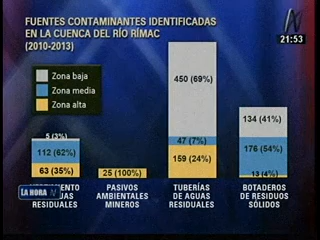 FUENTES CONTAMINANTES IDENTIFICADAS
EN LA CUENCA DEL RÍO RÍMAC
(2010-2013)
N
21:53
Zona baja
Zona media
Zona alta
5 (3%)
112 (62%)
63 (35%)
25 (100%)
450 (69%)
47 (7%)
159 (24%)
134 (41%)
176 (54%)
13 (4%)
LA HORA N
RESIDUALES
PASIVOS
AMBIENTALES
MINEROS
TUBERÍAS
DE AGUAS
RESIDUALES
BOTADEROS
DE RESIDUOS
SÓLIDOS